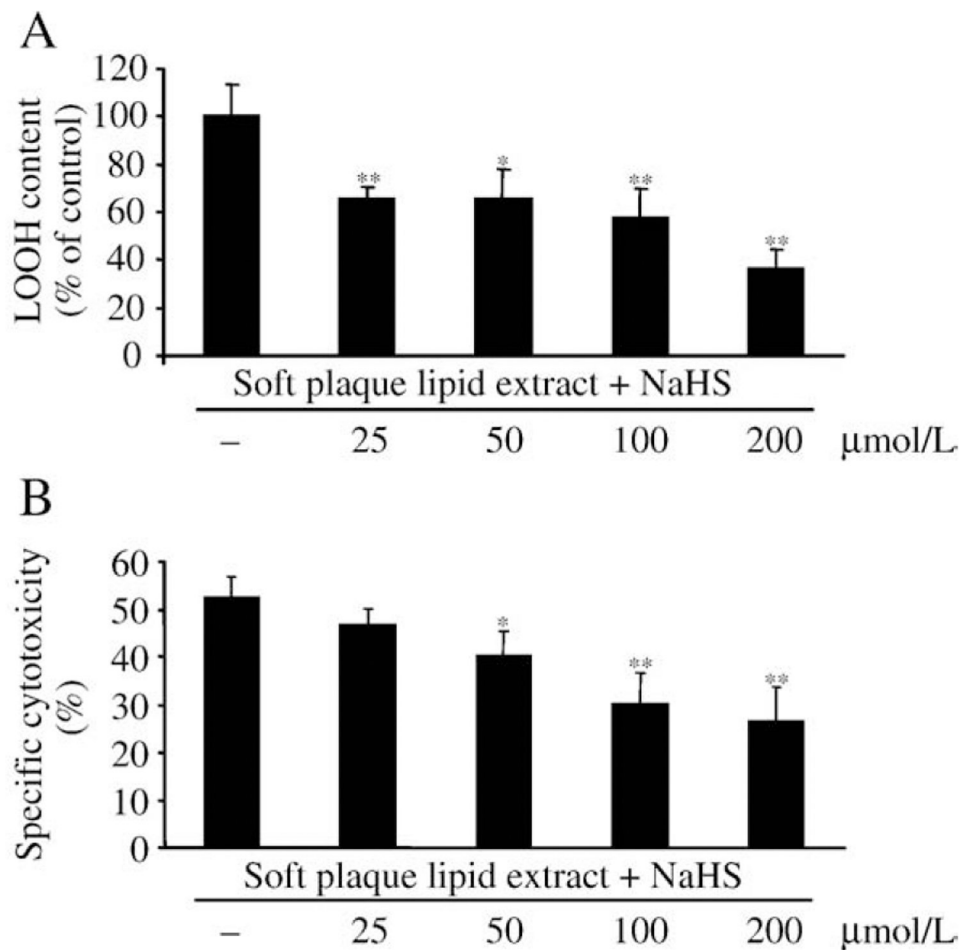 A
LOOH content
(% of control)
120
100
80
60
40
20
0
**
*
**
**
Soft plaque lipid extract + NaHS
– 25 50 100 200 μmol/L
B
Specific cytotoxicity
(%)
60
50
40
30
20
10
0
*
**
**
Soft plaque lipid extract + NaHS
– 25 50 100 200 μmol/L